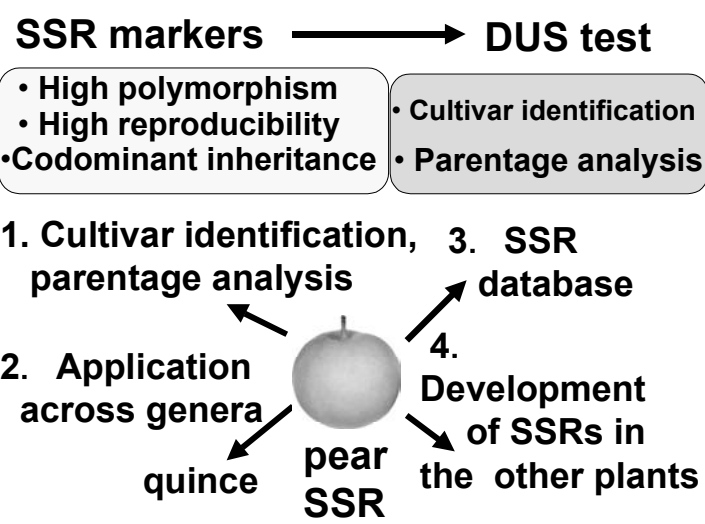 SSR markers DUS test
• High polymorphism
• High reproducibility
•Codominant inheritance
• Cultivar identification
• Parentage analysis
1. Cultivar identification,
parentage analysis
3. SSR
database
2. Application
across genera
quince
4.
Development
of SSRs in
the other plants
pear
SSR